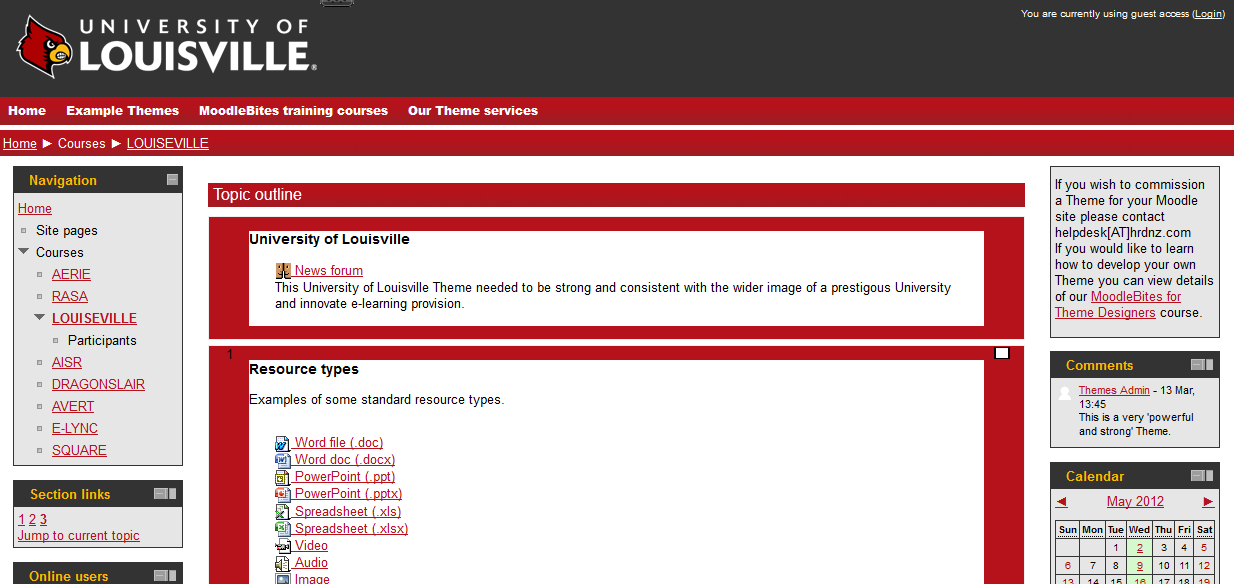 UNIVERSITY OF
LOUISVILLE.
You are currently using guest access (Login)
Home Example Themes MoodleBites training courses Our Theme services
Home ► Courses ► LOUISEVILLE
Navigation
Home
Site pages
Courses
AERIE
RASA
LOUISEVILLE
Participants
AISR
DRAGONSLAIR
AVERT
E-LYNC
SQUARE
Section links
1 2 3
Jump to current topic
Online users
Topic outline
University of Louisville
News forum
This University of Louisville Theme needed to be strong and consistent with the wider image of a prestigous University
and innovate e-learning provision.
1
Resource types
Examples of some standard resource types.
Word file (.doc)
Word doc (.docx)
PowerPoint (.ppt)
PowerPoint (.pptx)
Spreadsheet (.xls)
Spreadsheet (.xlsx)
Video
Audio
Image
If you wish to commission
a Theme for your Moodle
site please contact
helpdesk[AT]hrdnz.com
If you would like to learn
how to develop your own
Theme you can view details
of our MoodleBites for
Theme Designers course.
Comments
Themes Admin - 13 Mar,
13:45
This is a very 'powerful
and strong' Theme.
Calendar
◄ May 2012 ►
Sun Mon Tue Wed Thu Fri Sat
1 2 3 4 5
6 7 8 9 10 11 12
13 14 15 16 17 18 19